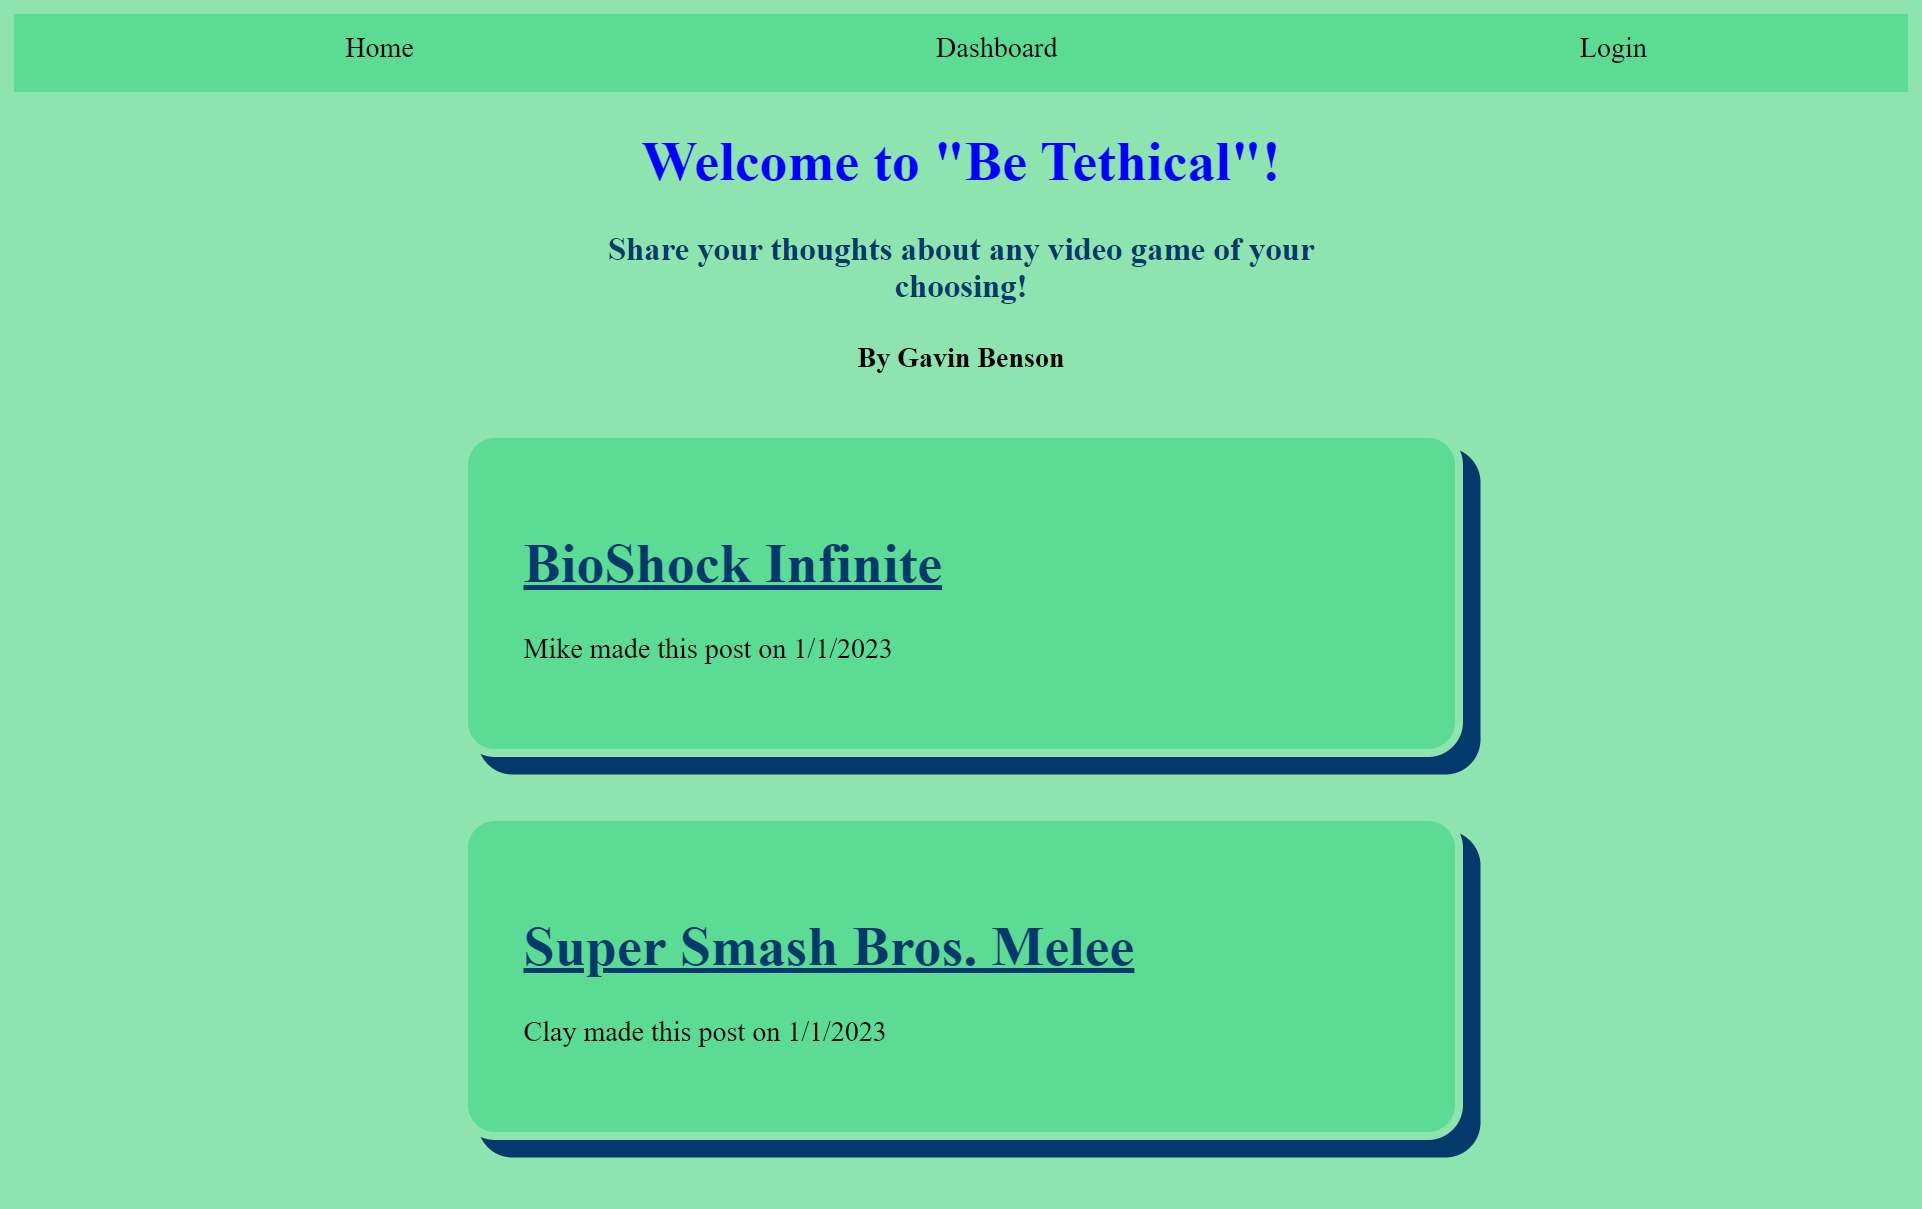 Home Dashboard Login
Welcome to "Be Tethical"!
Share your thoughts about any video game of your
choosing!
By Gavin Benson
BioShock Infinite
Mike made this post on 1/1/2023
Super Smash Bros. Melee
Clay made this post on 1/1/2023